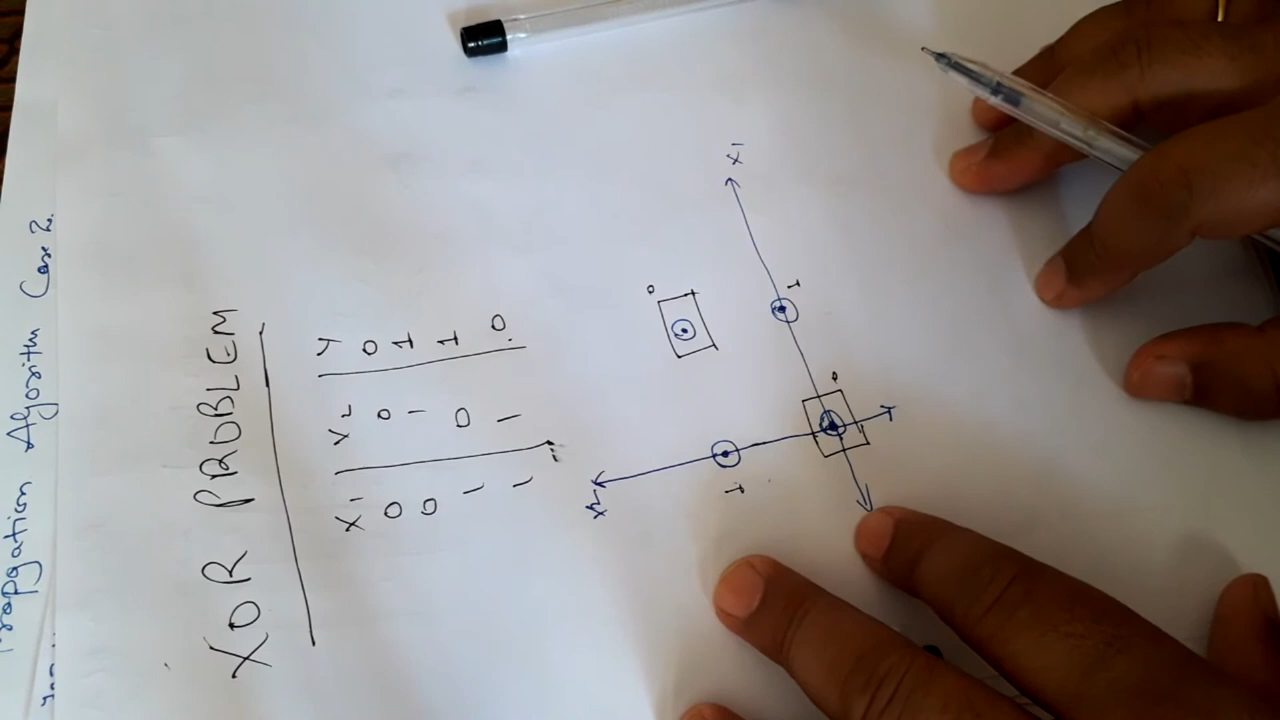 Algorithm Case 2.
XOR PROBLEM
X1 X2 Y
0 0 0
0 1 1
1 0 1
1 1 0
X2
0
1
1
0
X1